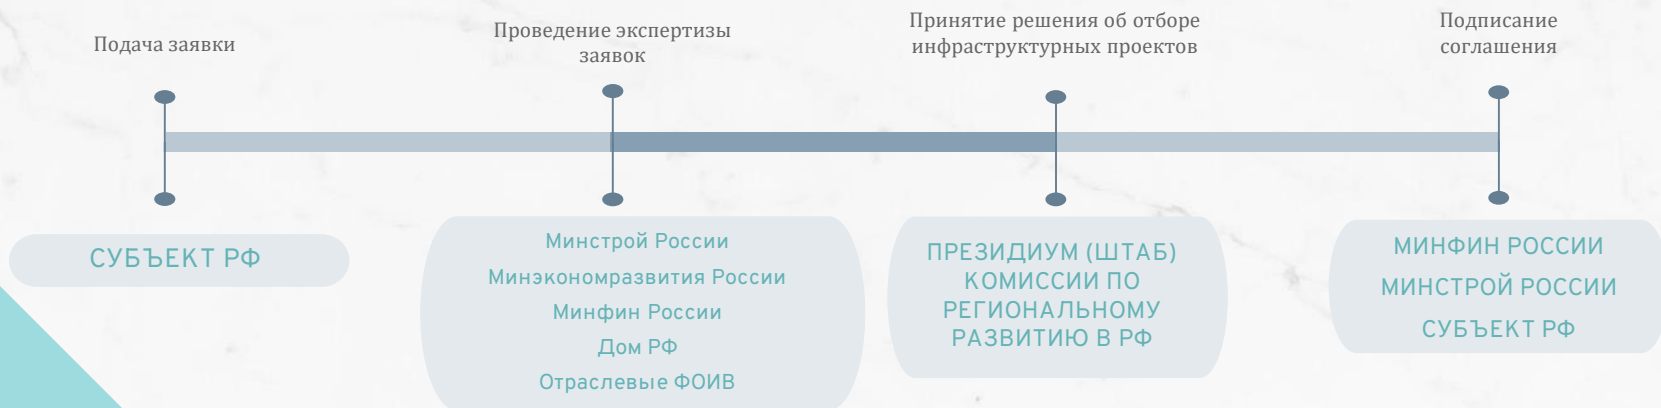 Подача заявки
Проведение экспертизы
заявок
Принятие решения об отборе
инфраструктурных проектов
Подписание
соглашения
СУБЪЕКТ РФ
Минстрой России
Минэкономразвития России
Минфин России
Дом РФ
Отраслевые ФОИВ
ПРЕЗИДИУМ (ШТАБ)
КОМИССИИ ПО
РЕГИОНАЛЬНОМУ
РАЗВИТИЮ В РФ
МИНФИН РОССИИ
МИНСТРОЙ РОССИИ
СУБЪЕКТ РФ